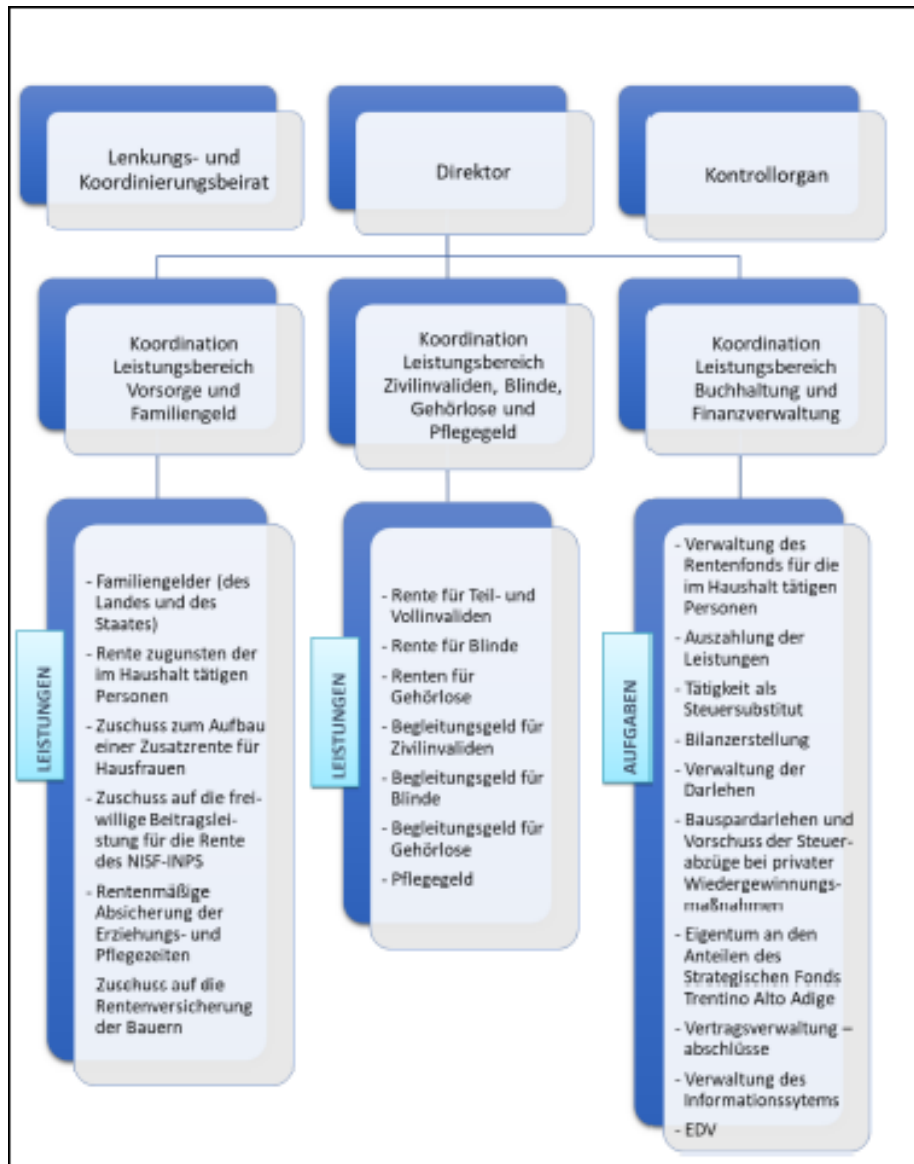 Lenkungs- und
Koordinierungsbeirat
Direktor
Kontrollorgan
Koordination
Leistungsbereich
Vorsorge und
Familiengeld
Koordination
Leistungsbereich
Zivilinvaliden, Blinde,
Gehörlose und
Pflegegeld
Koordination
Leistungsbereich
Buchhaltung und
Finanzverwaltung
LEISTUNGEN
- Familiengelder (des
Landes und des
Staates)
- Rente zugunsten der
im Haushalt tätigen
Personen
- Zuschuss zum Aufbau
einer Zusatzrente für
Hausfrauen
- Zuschuss auf die frei-
willige Beitragsleis-
tung für die Rente
des NISF-INPS
- Rentenmäßige
Absicherung der
Erziehungs- und
Pflegezeiten
Zuschuss auf die
Rentenversicherung
der Bauern
LEISTUNGEN
- Rente für Teil- und
Vollinvaliden
- Rente für Blinde
- Renten für
Gehörlose
- Begleitungsgeld für
Zivilinvaliden
- Begleitungsgeld für
Blinde
- Begleitungsgeld für
Gehörlose
- Pflegegeld
AUFGABEN
- Verwaltung des
Rentenfonds für die
im Haushalt tätigen
Personen
- Auszahlung der
Leistungen
- Tätigkeit als
Steuersubstitut
- Bilanzerstellung
- Verwaltung der
Darlehen
- Bauspardarlehen und
Vorschuss der Steuer-
abzüge bei privater
Wiedergewinnungs-
maßnahmen
- Eigentum an den
Anteilen des
Strategischen Fonds
Trentino Alto Adige
- Vertragsverwaltung –
abschlüsse
- Verwaltung des
Informationssytems
- EDV